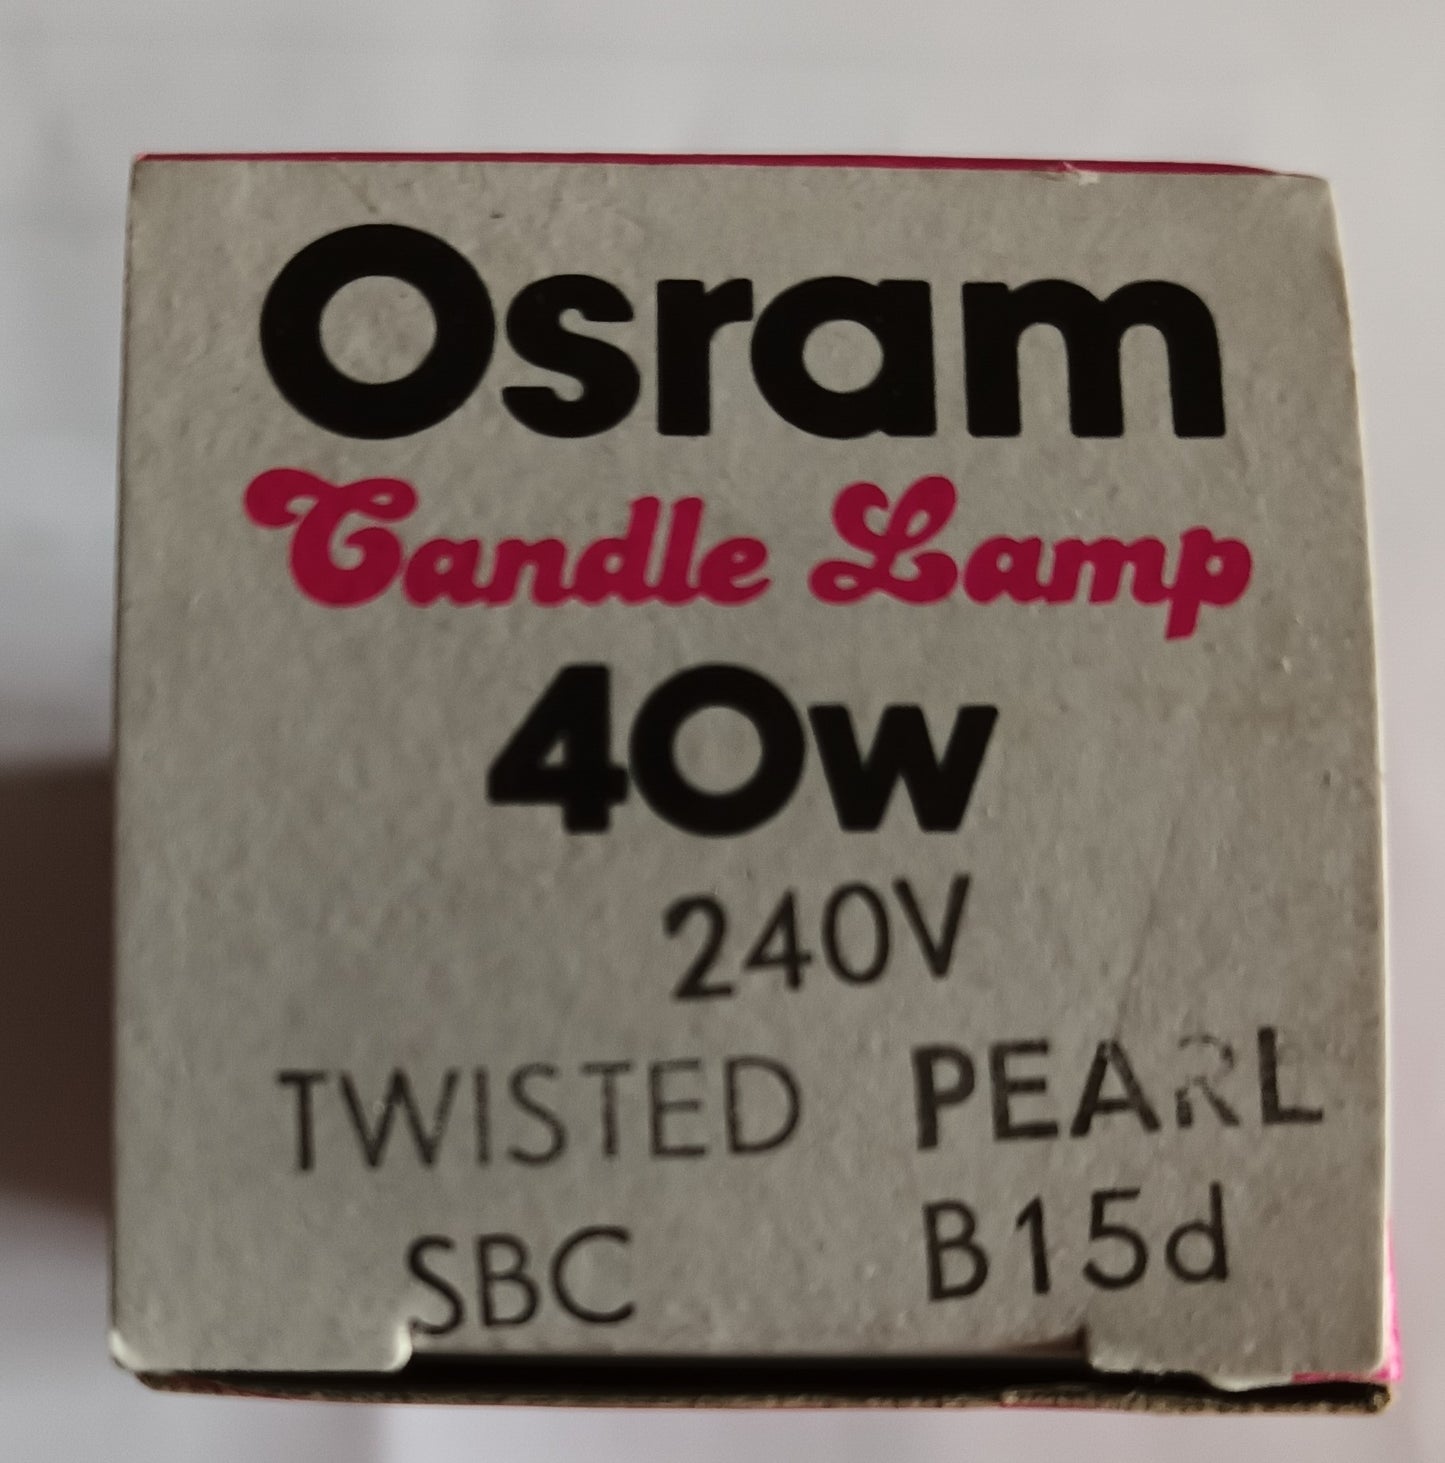 Osram
Candle Lamp
40w
240V
TWISTED PEARL
SBC B15d